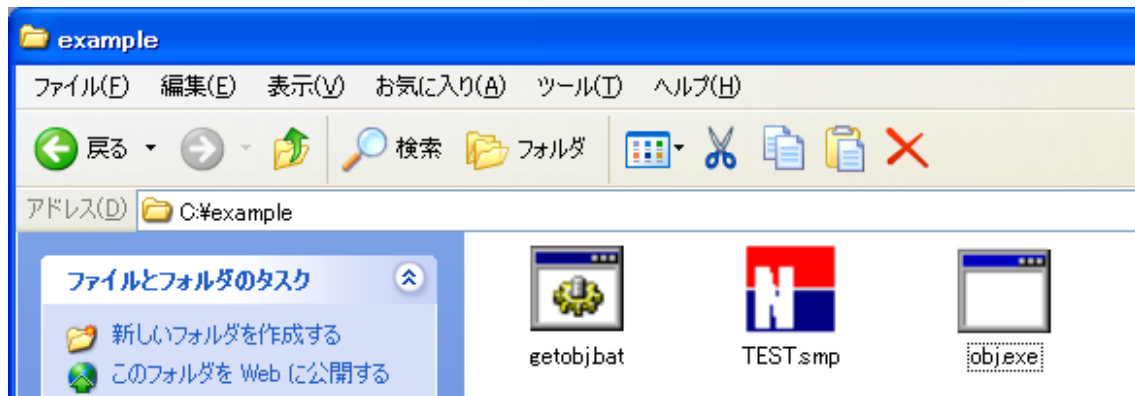 example
ファイル(F) 編集(E) 表示(V) お気に入り(A) ツール(T) ヘルプ(H)
戻る 検索 フォルダ
アドレス(D) C:¥example
ファイルとフォルダのタスク
新しいフォルダを作成する
このフォルダを Web に公開する
getobj.bat TEST.smp obj.exe